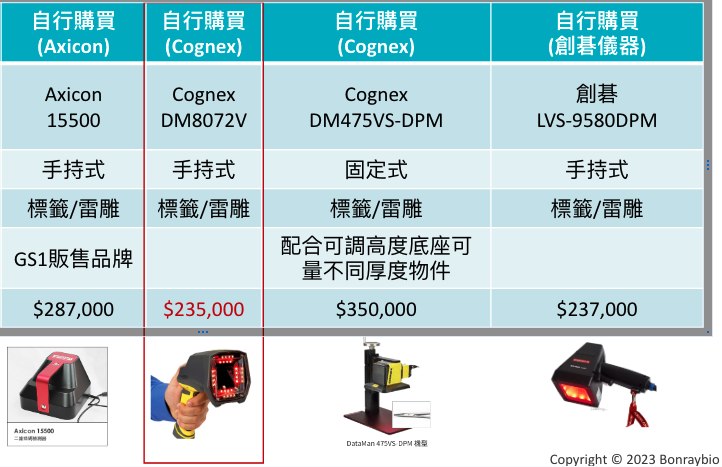 自行購買
(Axicon)
自行購買
(Cognex)
自行購買
(Cognex)
自行購買
(創碁儀器)
Axicon
15500
Cognex
DM8072V
Cognex
DM475VS-DPM
創碁
LVS-9580DPM
手持式
手持式
固定式
手持式
標籤/雷雕
標籤/雷雕
標籤/雷雕
標籤/雷雕
GS1販售品牌
配合可調高度底座可
量不同厚度物件
$287,000
$235,000
$350,000
$237,000
Axicon 15500
DataMan 475VS-DPM 機型
Copyright © 2023 Bonraybio